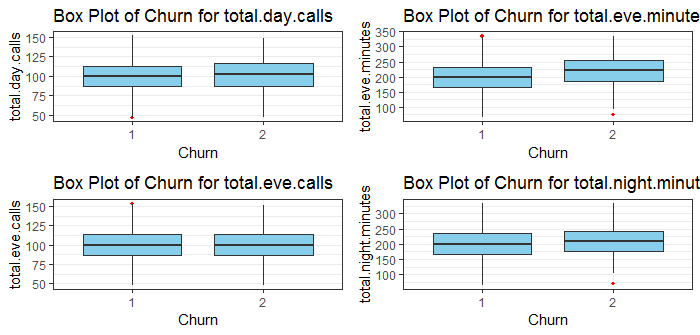 Box Plot of Churn for total.day.calls
total.day.calls
150
125
100
75
50
1 2
Churn
Box Plot of Churn for total.eve.minute
total.eve.minutes
350
300
250
200
150
100
1 2
Churn
Box Plot of Churn for total.eve.calls
total.eve.calls
150
125
100
75
50
1 2
Churn
Box Plot of Churn for total.night.minut
total.night.minutes
300
250
200
150
100
1 2
Churn